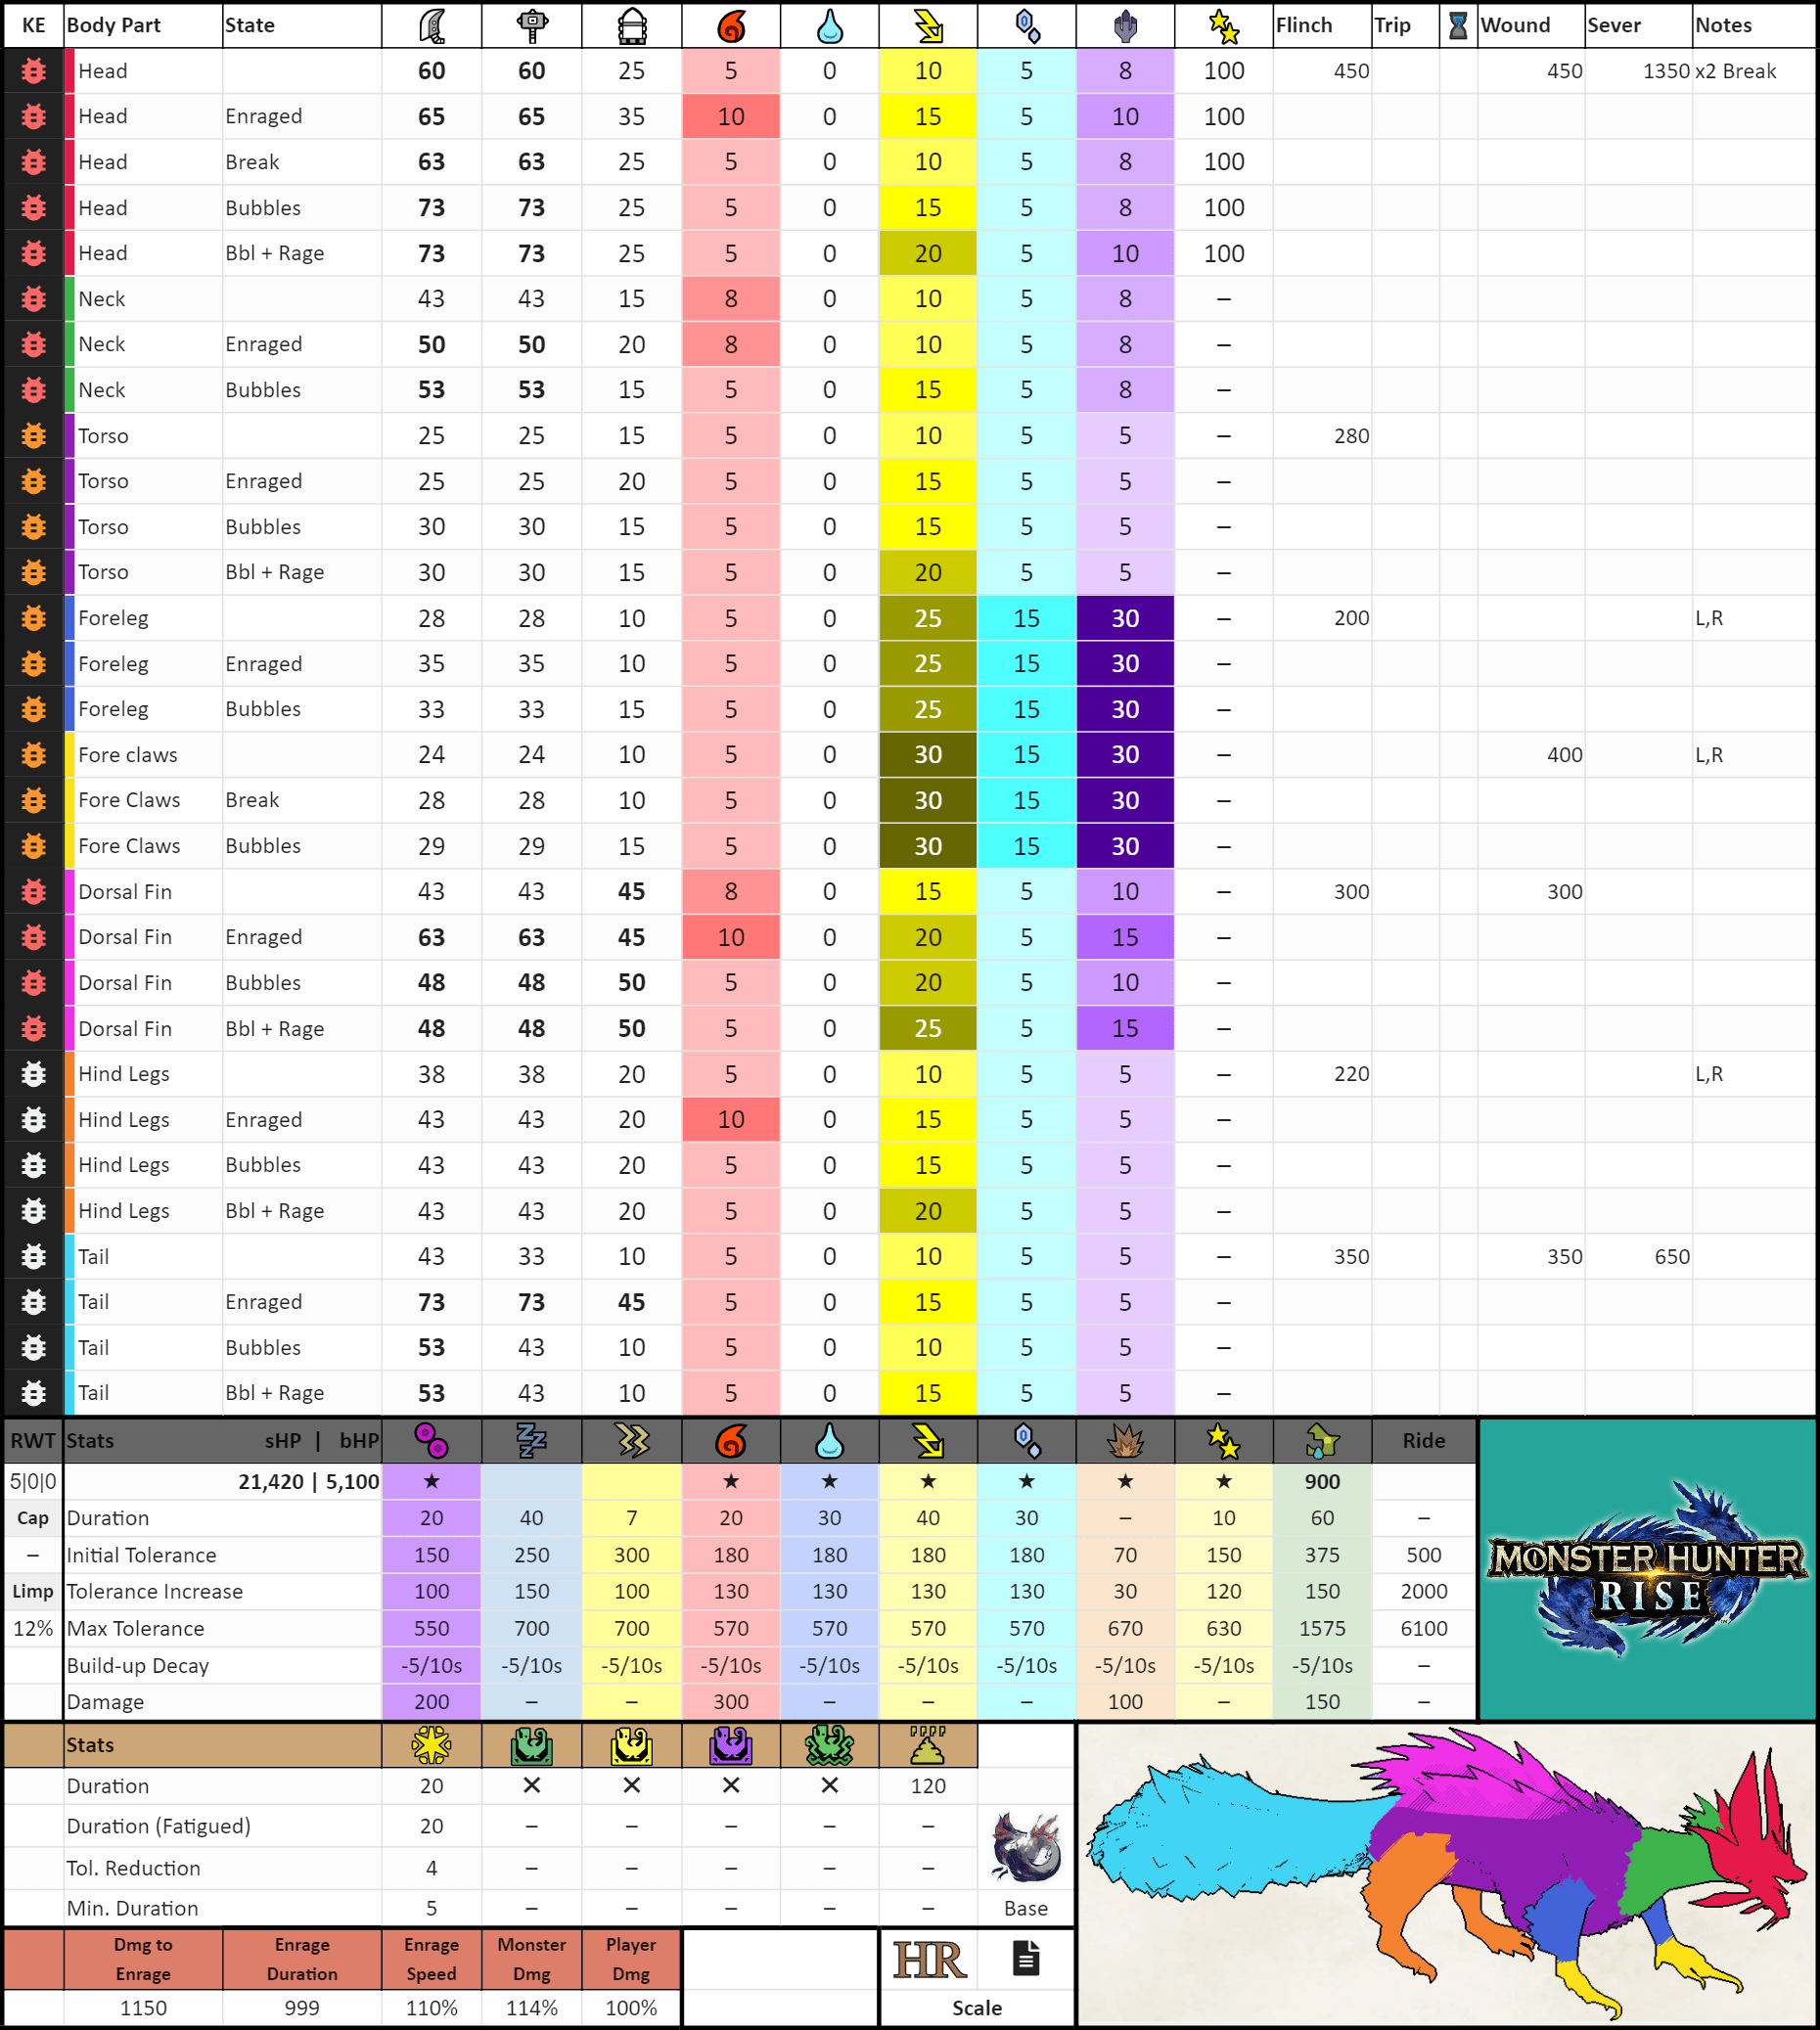 KE Body Part State Flinch Trip Wound Sever Notes
Head 60 60 25 5 0 10 5 8 100 450 450 1350 x2 Break
Head Enraged 65 65 35 10 0 15 5 10 100
Head Break 63 63 25 5 0 10 5 8 100
Head Bubbles 73 73 25 5 0 15 5 8 100
Head Bbl + Rage 73 73 25 5 0 20 5 10 100
Neck 43 43 15 8 0 10 5 8 –
Neck Enraged 50 50 20 8 0 10 5 8 –
Neck Bubbles 53 53 15 5 0 15 5 8 –
Torso 25 25 15 5 0 10 5 5 – 280
Torso Enraged 25 25 20 5 0 15 5 5 –
Torso Bubbles 30 30 15 5 0 15 5 5 –
Torso Bbl + Rage 30 30 15 5 0 20 5 5 –
Foreleg 28 28 10 5 0 25 15 30 – 200 L,R
Foreleg Enraged 35 35 10 5 0 25 15 30 –
Foreleg Bubbles 33 33 15 5 0 25 15 30 –
Fore claws 24 24 10 5 0 30 15 30 – 400 L,R
Fore Claws Break 28 28 10 5 0 30 15 30 –
Fore Claws Bubbles 29 29 15 5 0 30 15 30 –
Dorsal Fin 43 43 45 8 0 15 5 10 – 300 300
Dorsal Fin Enraged 63 63 45 10 0 20 5 15 –
Dorsal Fin Bubbles 48 48 50 5 0 20 5 10 –
Dorsal Fin Bbl + Rage 48 48 50 5 0 25 5 15 –
Hind Legs 38 38 20 5 0 10 5 5 – 220 L,R
Hind Legs Enraged 43 43 20 10 0 15 5 5 –
Hind Legs Bubbles 43 43 20 5 0 15 5 5 –
Hind Legs Bbl + Rage 43 43 20 5 0 20 5 5 –
Tail 43 33 10 5 0 10 5 5 – 350 350 650
Tail Enraged 73 73 45 5 0 15 5 5 –
Tail Bubbles 53 43 10 5 0 10 5 5 –
Tail Bbl + Rage 53 43 10 5 0 15 5 5 –
RWT Stats sHP | bHP Ride
5|0|0 21,420 | 5,100 ★ ★ ★ ★ ★ ★ ★ 900
Cap Duration 20 40 7 20 30 40 30 – 10 60 –
– Initial Tolerance 150 250 300 180 180 180 180 70 150 375 500
Limp Tolerance Increase 100 150 100 130 130 130 130 30 120 150 2000
12% Max Tolerance 550 700 700 570 570 570 570 670 630 1575 6100
Build-up Decay -5/10s -5/10s -5/10s -5/10s -5/10s -5/10s -5/10s -5/10s -5/10s -5/10s –
Damage 200 – – 300 – – – 100 – 150 –
MONSTER HUNTER
RISE
Stats
Duration 20 ✕ ✕ ✕ ✕ 120
Duration (Fatigued) 20 – – – – –
Tol. Reduction 4 – – – – –
Min. Duration 5 – – – – – Base
Dmg to Enrage Enrage Duration Enrage Speed Monster Dmg Player Dmg HR
1150 999 110% 114% 100% Scale